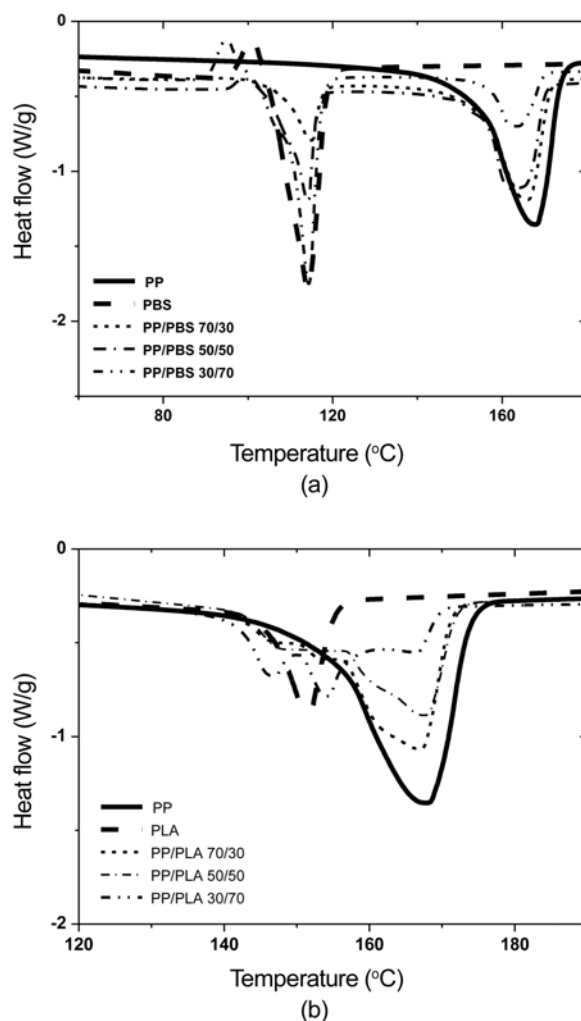 0
-1
-2
Heat flow (W/g)
PP
PBS
PP/PBS 70/30
PP/PBS 50/50
PP/PBS 30/70
80 120 160
Temperature (°C)
(a)
0
-1
-2
Heat flow (W/g)
PP
PLA
PP/PLA 70/30
PP/PLA 50/50
PP/PLA 30/70
120 140 160 180
Temperature (°C)
(b)